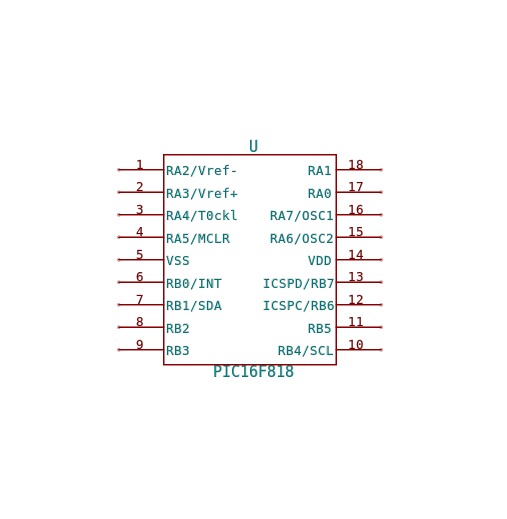 U
1 RA2/Vref- RA1 18
2 RA3/Vref+ RA0 17
3 RA4/T0ckl RA7/OSC1 16
4 RA5/MCLR RA6/OSC2 15
5 VSS VDD 14
6 RB0/INT ICSPD/RB7 13
7 RB1/SDA ICSPC/RB6 12
8 RB2 RB5 11
9 RB3 RB4/SCL 10
PIC16F818